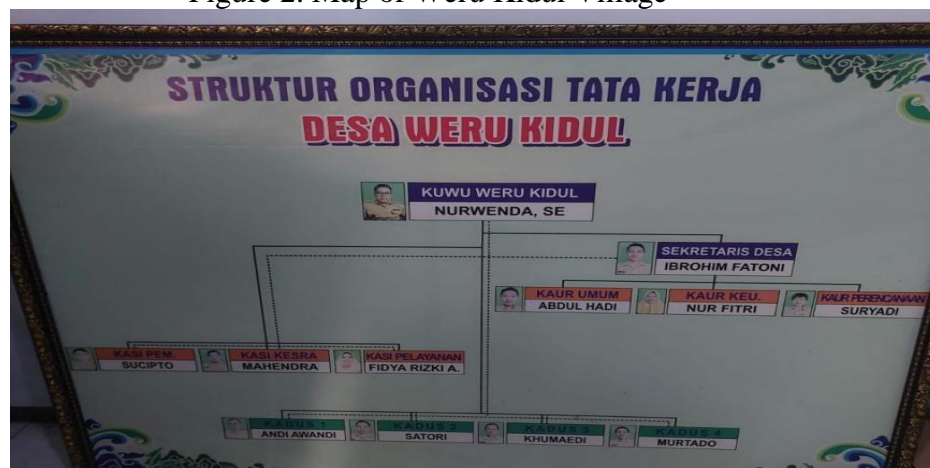 Figure 2. Map of Weru Kidul Village
STRUKTUR ORGANISASI TATA KERJA
DESA WERU KIDUL
KUWU WERU KIDUL
NURWENDA, SE
SEKRETARIS DESA
IBROHIM FATONI
KAUR UMUM
ABDUL HADI
KAUR KEU.
NUR FITRI
KAUR PERENCANAAN
SURYADI
KASI PEM.
SUCIPTO
KASI KESRA
MAHENDRA
KASI PELAYANAN
FIDYA RIZKI A.
KADUS 1
ANDI AWANDI
KADUS 2
SATORI
KADUS 3
KHUMAEDI
KADUS 4
MURTADO